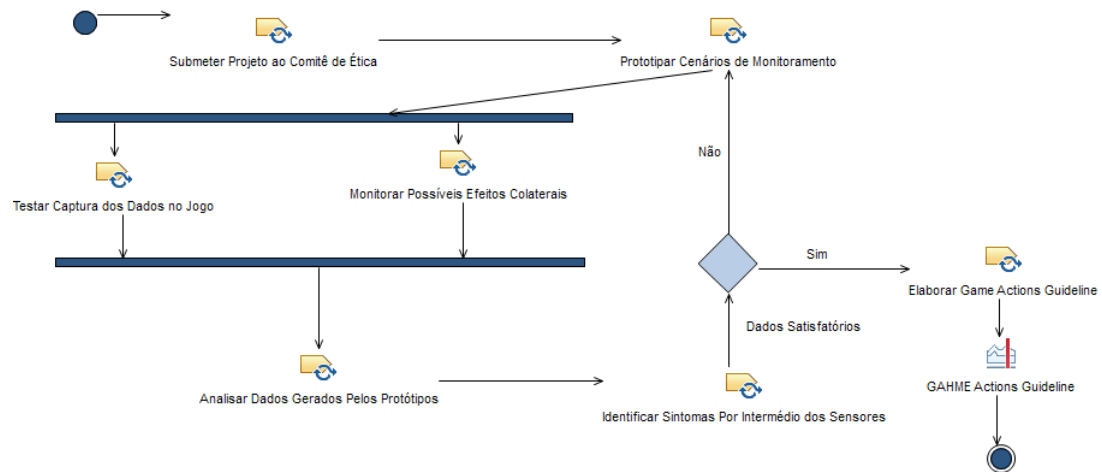 Submeter Projeto ao Comitê de Ética
Prototipar Cenários de Monitoramento
Não
Testar Captura dos Dados no Jogo
Monitorar Possíveis Efeitos Colaterais
Sim
Elaborar Game Actions Guideline
Dados Satisfatórios
Analisar Dados Gerados Pelos Protótipos
Identificar Sintomas Por Intermédio dos Sensores
GAHME Actions Guideline